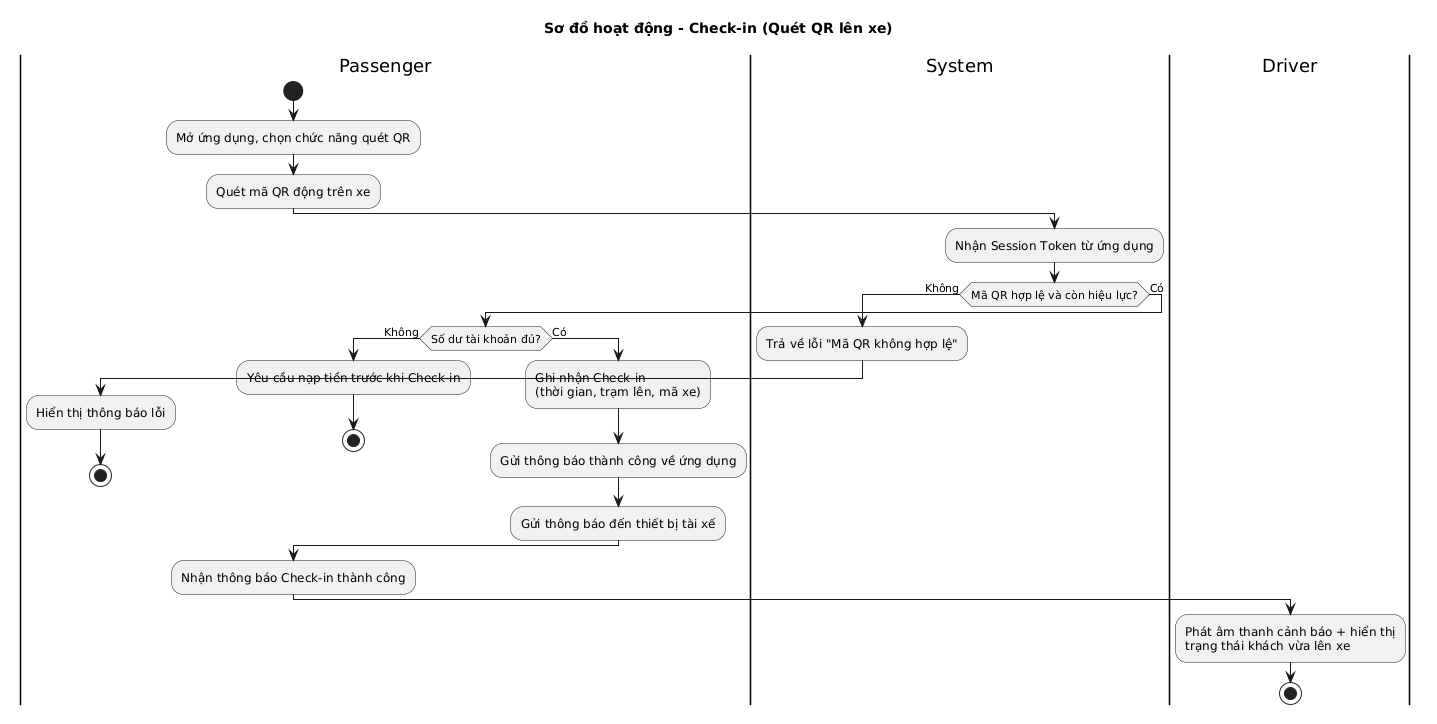 Sơ đồ hoạt động - Check-in (Quét QR lên xe)
Passenger
System
Driver
Mở ứng dụng, chọn chức năng quét QR
Quét mã QR động trên xe
Nhận Session Token từ ứng dụng
Không
Mã QR hợp lệ và còn hiệu lực?
Có
Không
Số dư tài khoản đủ?
Có
Trả về lỗi "Mã QR không hợp lệ"
Yêu cầu nạp tiền trước khi Check-in
Ghi nhận Check-in
(thời gian, trạm lên, mã xe)
Hiển thị thông báo lỗi
Gửi thông báo thành công về ứng dụng
Gửi thông báo đến thiết bị tài xế
Nhận thông báo Check-in thành công
Phát âm thanh cảnh báo + hiển thị
trạng thái khách vừa lên xe